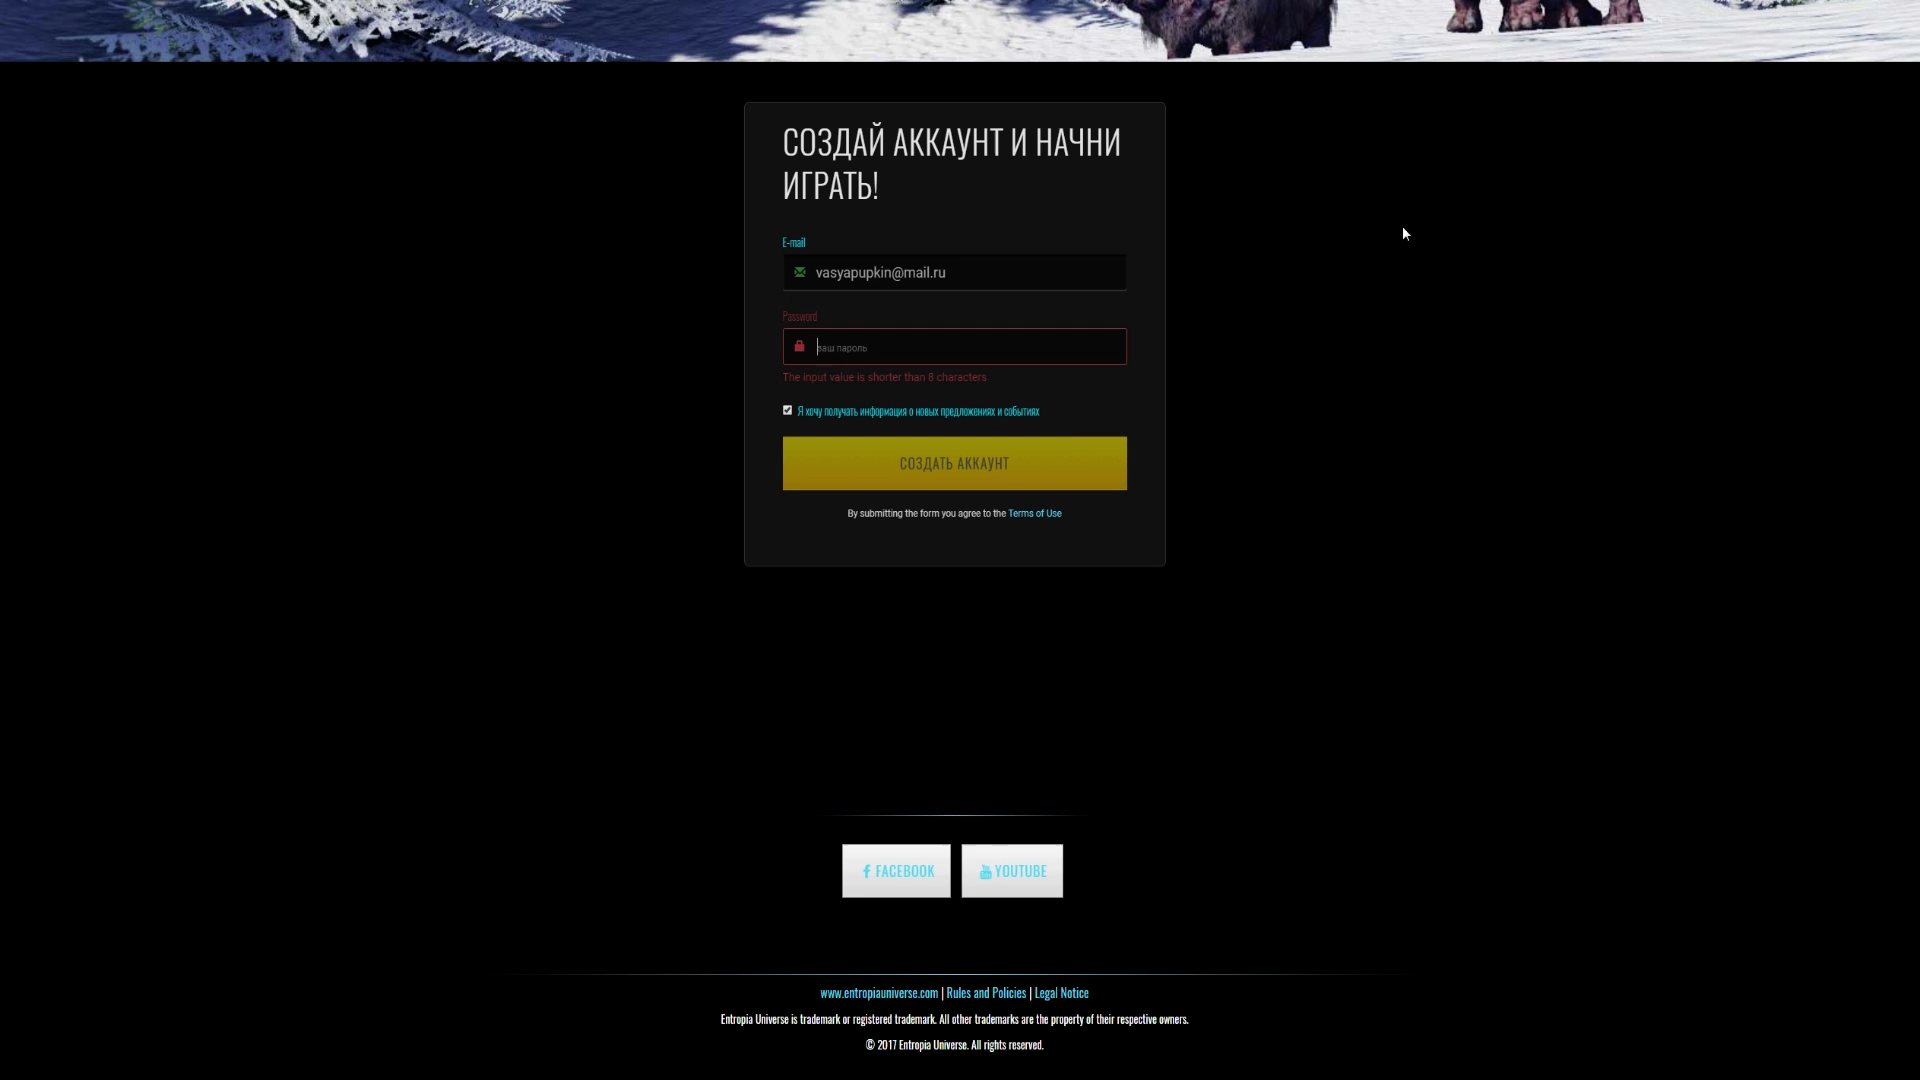 СОЗДАЙ АККАУНТ И НАЧНИ
ИГРАТЬ!
E-mail
vasyapupkin@mail.ru
Password
ваш пароль
The input value is shorter than 8 characters
Я хочу получать информация о новых предложениях и событиях
СОЗДАТЬ АККАУНТ
By submitting the form you agree to the Terms of Use
FACEBOOK YOUTUBE
www.entropiauniverse.com | Rules and Policies | Legal Notice
Entropia Universe is trademark or registered trademark. All other trademarks are the property of their respective owners.
© 2017 Entropia Universe. All rights reserved.